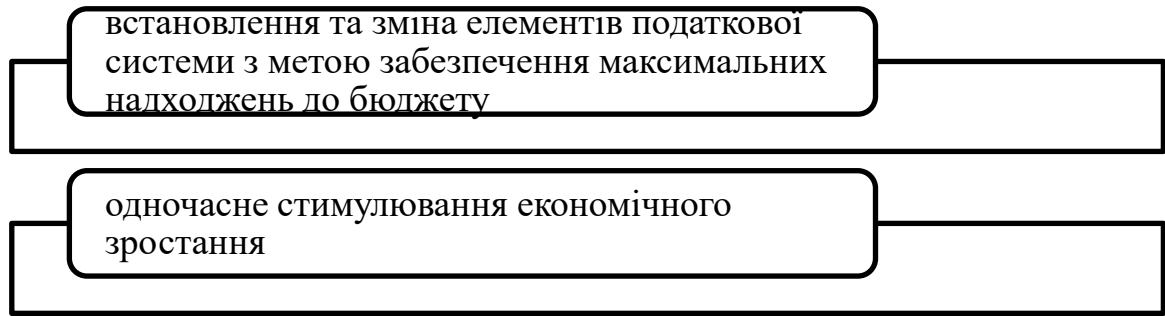 встановлення та зміна елементів податкової
системи з метою забезпечення максимальних
надходжень до бюджету
одночасне стимулювання економічного
зростання